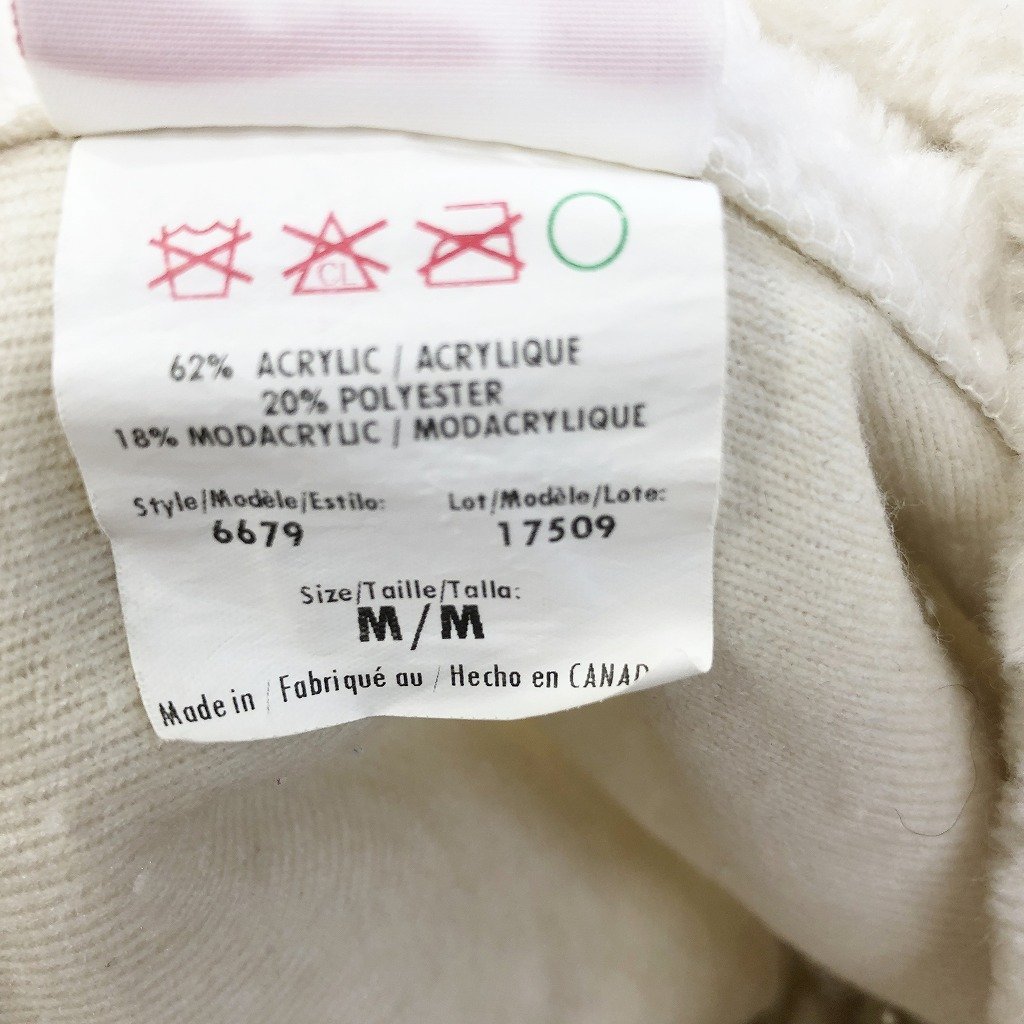 CL
62% ACRYLIC / ACRYLIQUE
20% POLYESTER
18% MODACRYLIC / MODACRYLIQUE
Style/Modèle/Estilo: Lot/Modèle/Lote:
6679 17509
Size/Taille/Talla:
M/M
Made in / Fabriqué au / Hecho en CANAD